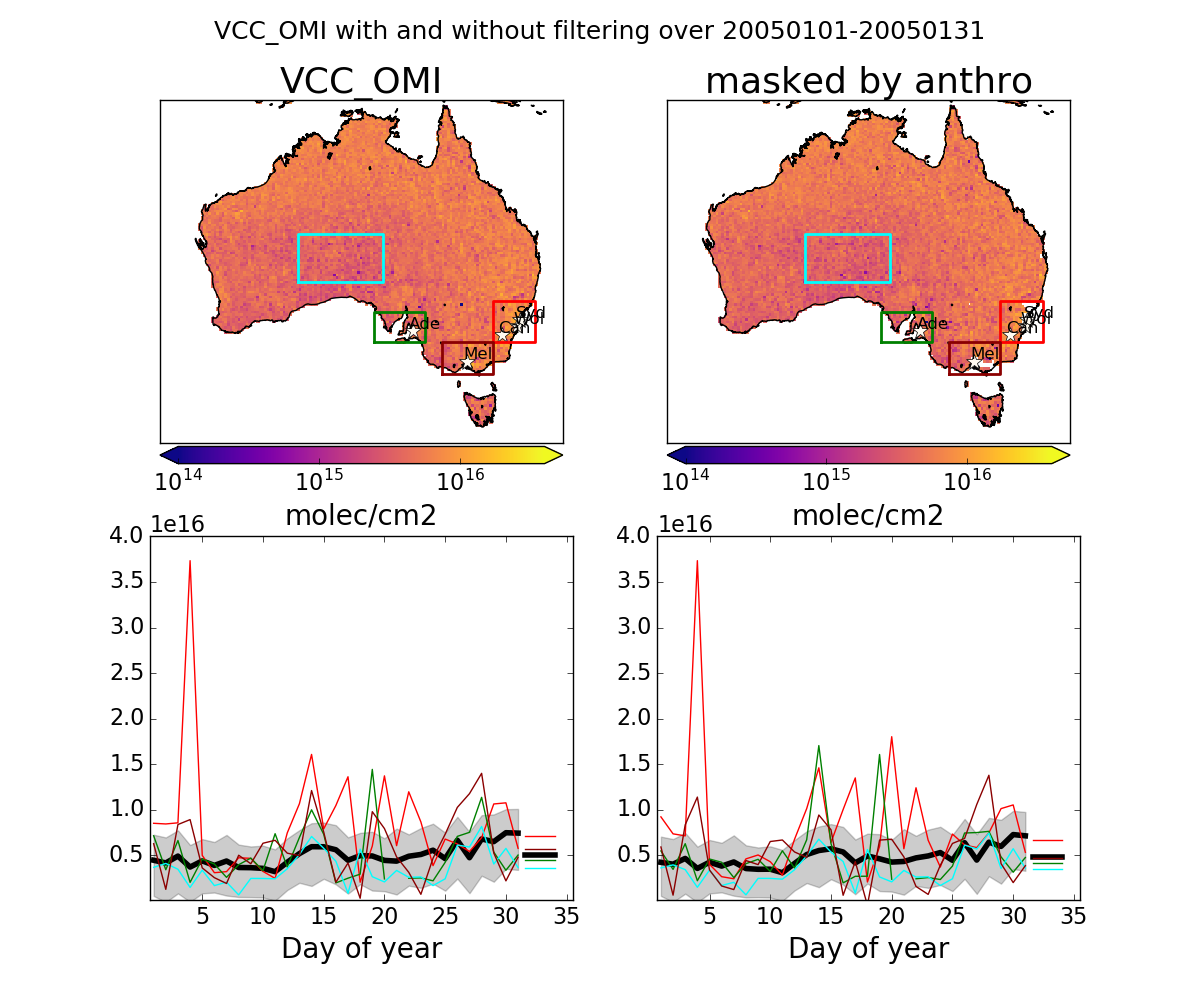 VCC_OMI with and without filtering over 20050101-20050131
VCC_OMI
masked by anthro
Ade
Syd
Wol
Can
Mel
Ade
Syd
Wol
Can
Mel
10^14 10^15 10^16
molec/cm2
10^14 10^15 10^16
molec/cm2
1e16
4.0
3.5
3.0
2.5
2.0
1.5
1.0
0.5
5 10 15 20 25 30 35
Day of year
1e16
4.0
3.5
3.0
2.5
2.0
1.5
1.0
0.5
5 10 15 20 25 30 35
Day of year